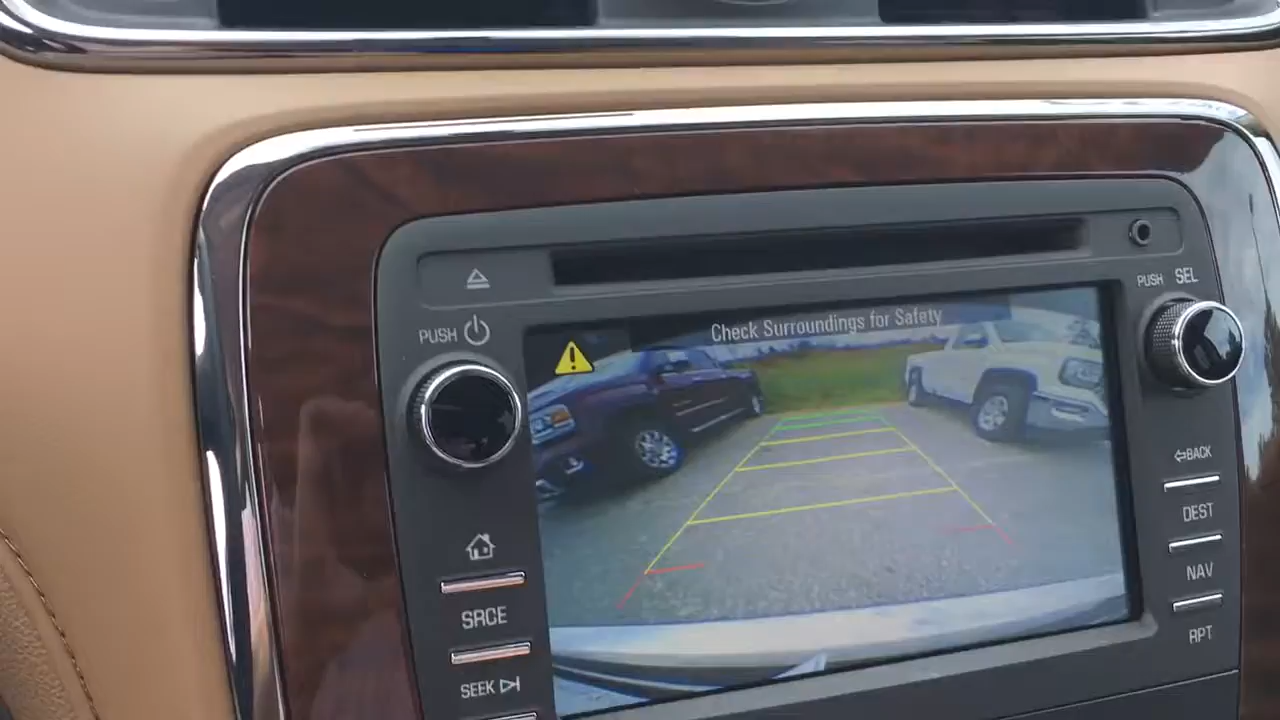 PUSH SEL
PUSH
Check Surroundings for Safety
BACK
DEST
NAV
SRCE
RPT
SEEK